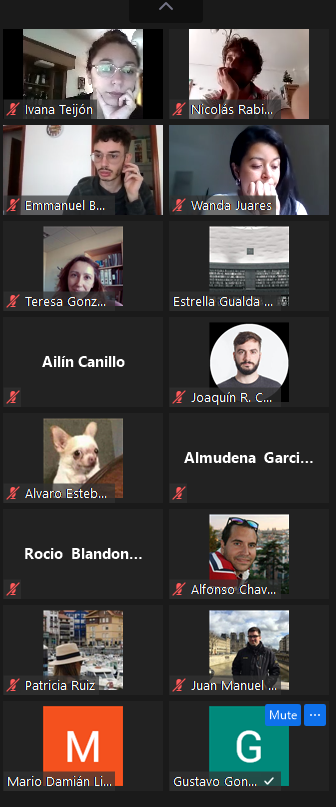 Ivana Teijón
Nicolás Rabi...
Emmanuel B...
Wanda Juares
Teresa Gonz...
Estrella Gualda ...
Ailín Canillo
Joaquín R. C...
Alvaro Esteb...
Almudena Garci...
Rocio Blandon...
Alfonso Chav...
Patricia Ruiz
Juan Manuel ...
M
Mario Damián Li...
Mute ...
G
Gustavo Gon...